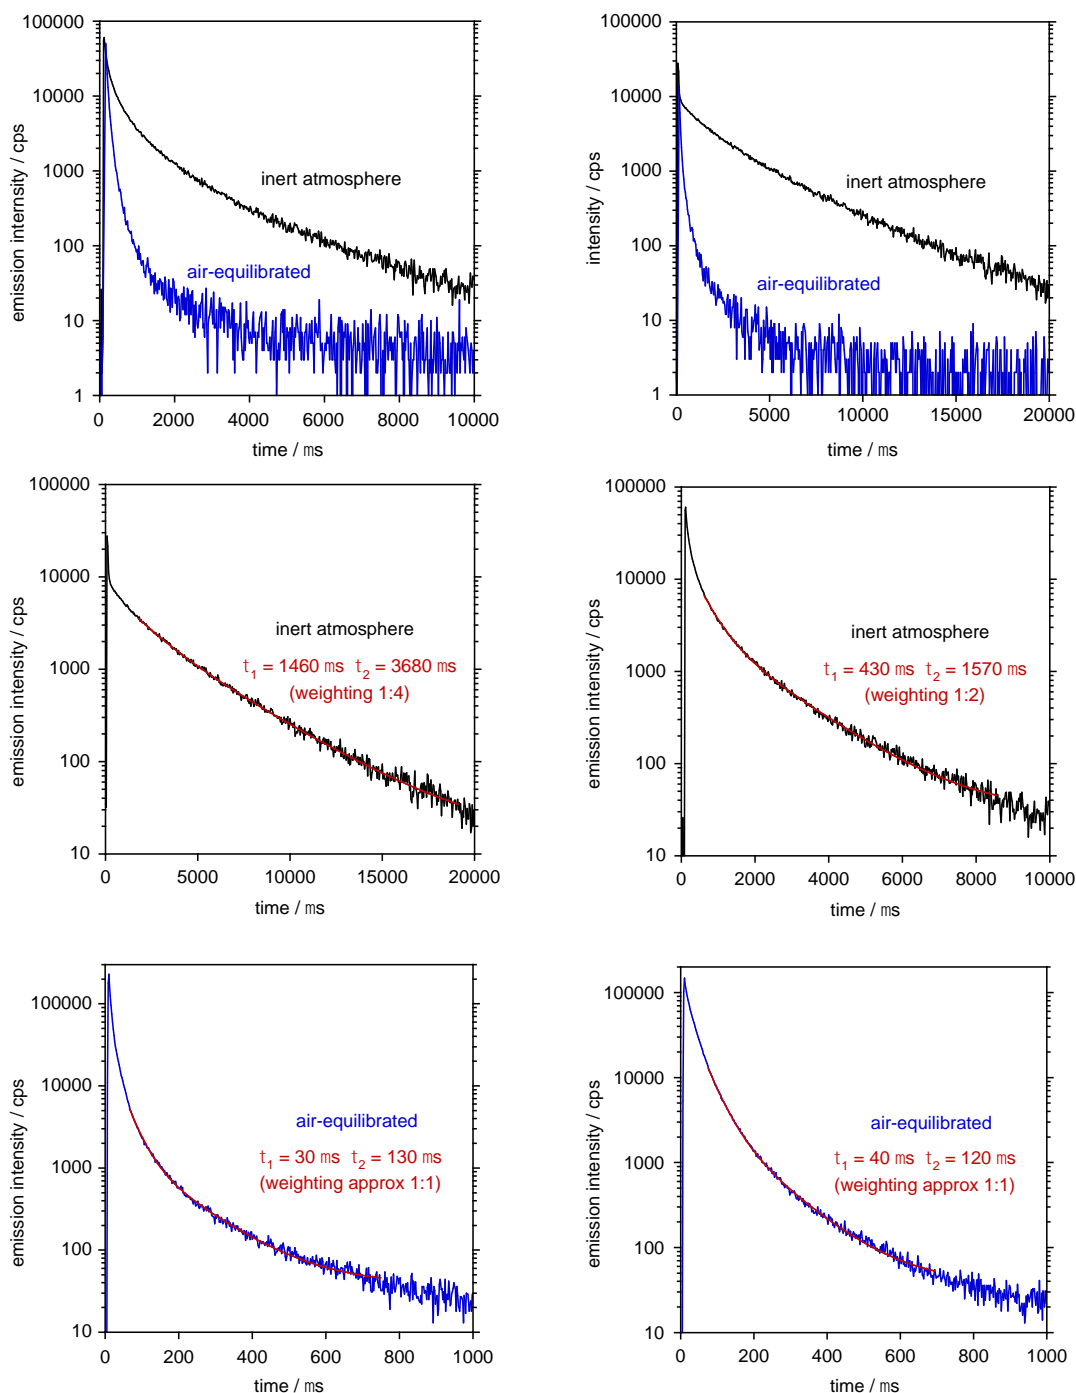 100000
10000
1000
100
10
1
emission internsity / cps
inert atmosphere
air-equilibrated
0
2000
4000
6000
8000
10000
time / ms
100000
10000
1000
100
10
1
intensity / cps
inert atmosphere
air-equilibrated
0
5000
10000
15000
20000
time / ms
100000
10000
1000
100
10
emission intensity / cps
inert atmosphere
t1 = 1460 ms t2 = 3680 ms
(weighting 1:4)
0
5000
10000
15000
20000
time / ms
100000
10000
1000
100
10
emission intensity / cps
inert atmosphere
t1 = 430 ms t2 = 1570 ms
(weighting 1:2)
0
2000
4000
6000
8000
10000
time / ms
100000
10000
1000
100
10
emission intensity / cps
air-equilibrated
t1 = 30 ms t2 = 130 ms
(weighting approx 1:1)
0
200
400
600
800
1000
time / ms
100000
10000
1000
100
10
emission intensity / cps
air-equilibrated
t1 = 40 ms t2 = 120 ms
(weighting approx 1:1)
0
200
400
600
800
1000
time / ms